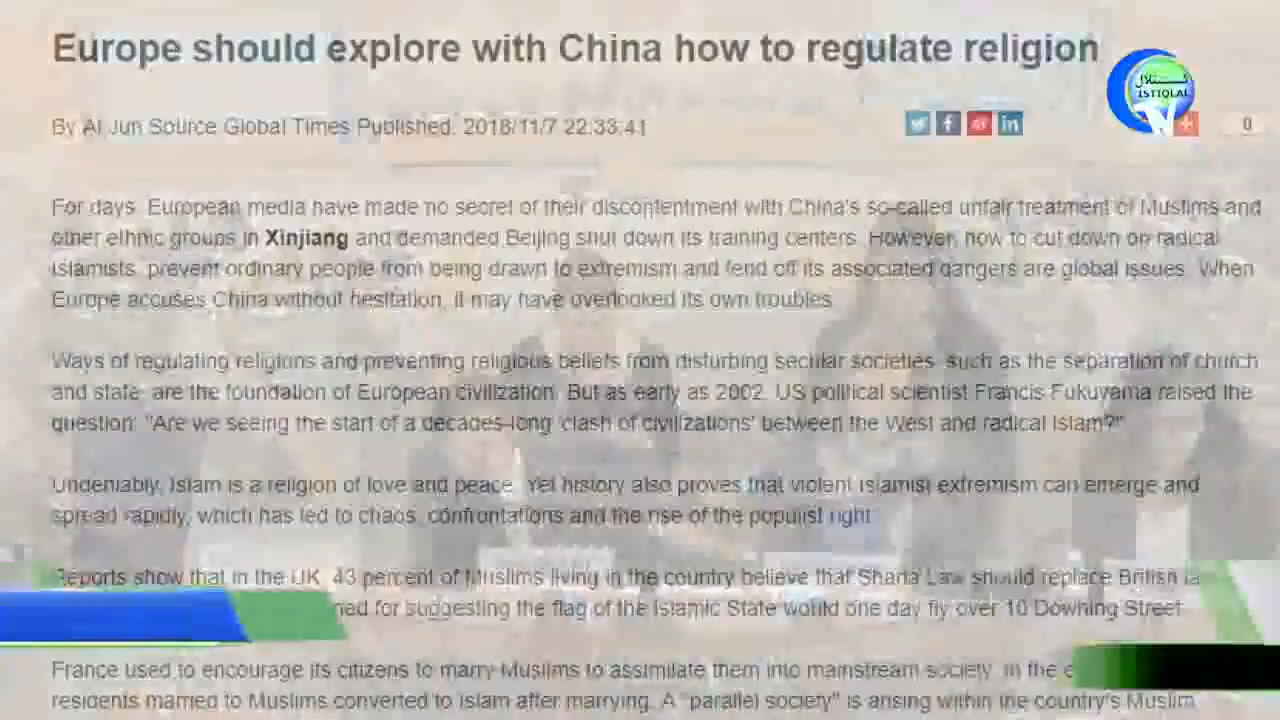 Europe should explore with China how to regulate religion
استقلال
ISTIQLAL
By Ai Jun Source Global Times Published: 2018/11/7 22:33:41
0
For days, European media have made no secret of their discontentment with China's so-called unfair treatment of Muslims and
other ethnic groups in Xinjiang and demanded Beijing shut down its training centers. However, how to cut down on radical
Islamists, prevent ordinary people from being drawn to extremism and fend off its associated dangers are global issues. When
Europe accuses China without hesitation, it may have overlooked its own troubles.
Ways of regulating religions and preventing religious beliefs from disturbing secular societies, such as the separation of church
and state, are the foundation of European civilization. But as early as 2002, US political scientist Francis Fukuyama raised the
question: "Are we seeing the start of a decades-long 'clash of civilizations' between the West and radical Islam?"
Undeniably, Islam is a religion of love and peace. Yet history also proves that violent Islamist extremism can emerge and
spread rapidly, which has led to chaos, confrontations and the rise of the populist right.
Reports show that in the UK, 43 percent of Muslims living in the country believe that Sharia Law should replace British
for suggesting the flag of the Islamic State would one day fly over 10 Downing Street.
France used to encourage its citizens to marry Muslims to assimilate them into mainstream society. In the
residents married to Muslims converted to Islam after marrying. A "parallel society" is arising within the country's Muslim